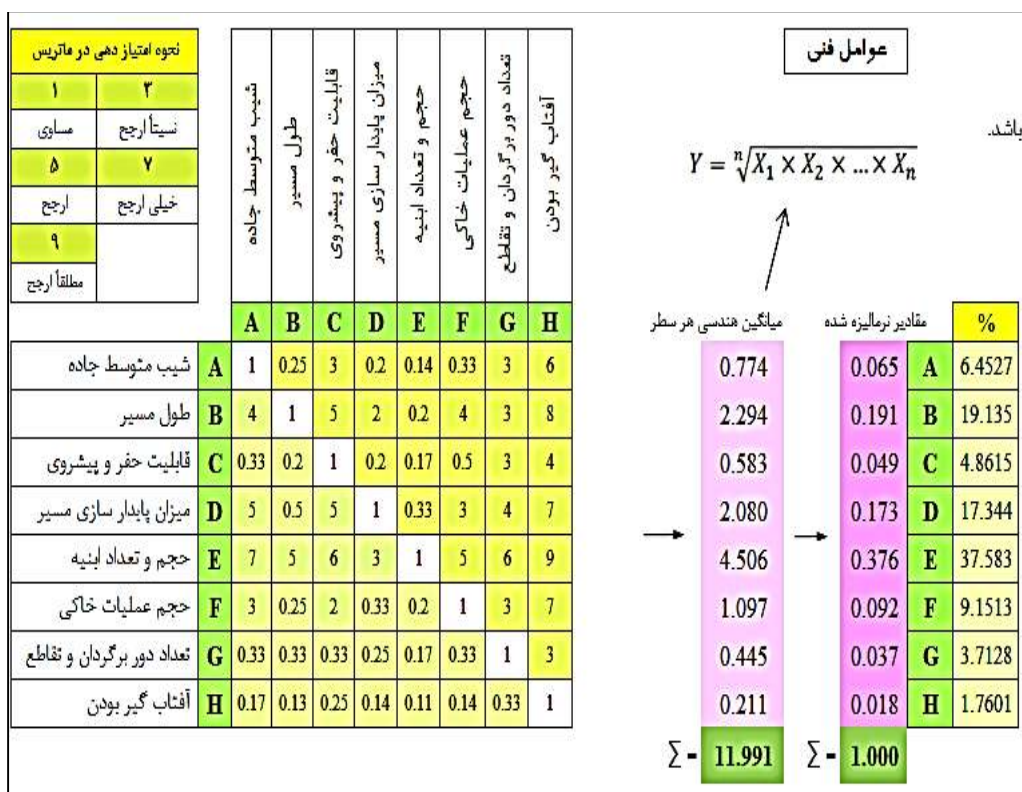 نحوه امتیاز دهی در ماتریس
۱ ۳
مساوی نسبتاً ارجح
۵ ۷
ارجح خیلی ارجح
۹
مطلقاً ارجح
شیب متوسط جاده
طول مسیر
قابلیت حفر و پیشروی
میزان پایدار سازی مسیر
حجم و تعداد ابنیه
حجم عملیات خاکی
تعداد دور برگردان و تقاطع
آفتاب گیر بودن
عوامل فنی
باشد.
Y = ⁿ√X₁ × X₂ × ... × Xₙ
A B C D E F G H
میانگین هندسی هر سطر
مقادیر نرمالیزه شده
%
شیب متوسط جاده A 1 0.25 3 0.2 0.14 0.33 3 6 0.774 0.065 A 6.4527
طول مسیر B 4 1 5 2 0.2 4 3 8 2.294 0.191 B 19.135
قابلیت حفر و پیشروی C 0.33 0.2 1 0.2 0.17 0.5 3 4 0.583 0.049 C 4.8615
میزان پایدار سازی مسیر D 5 0.5 5 1 0.33 3 4 7 2.080 0.173 D 17.344
حجم و تعداد ابنیه E 7 5 6 3 1 5 6 9 4.506 0.376 E 37.583
حجم عملیات خاکی F 3 0.25 2 0.33 0.2 1 3 7 1.097 0.092 F 9.1513
تعداد دور برگردان و تقاطع G 0.33 0.33 0.33 0.25 0.17 0.33 1 3 0.445 0.037 G 3.7128
آفتاب گیر بودن H 0.17 0.13 0.25 0.14 0.11 0.14 0.33 1 0.211 0.018 H 1.7601
∑ = 11.991 ∑ = 1.000